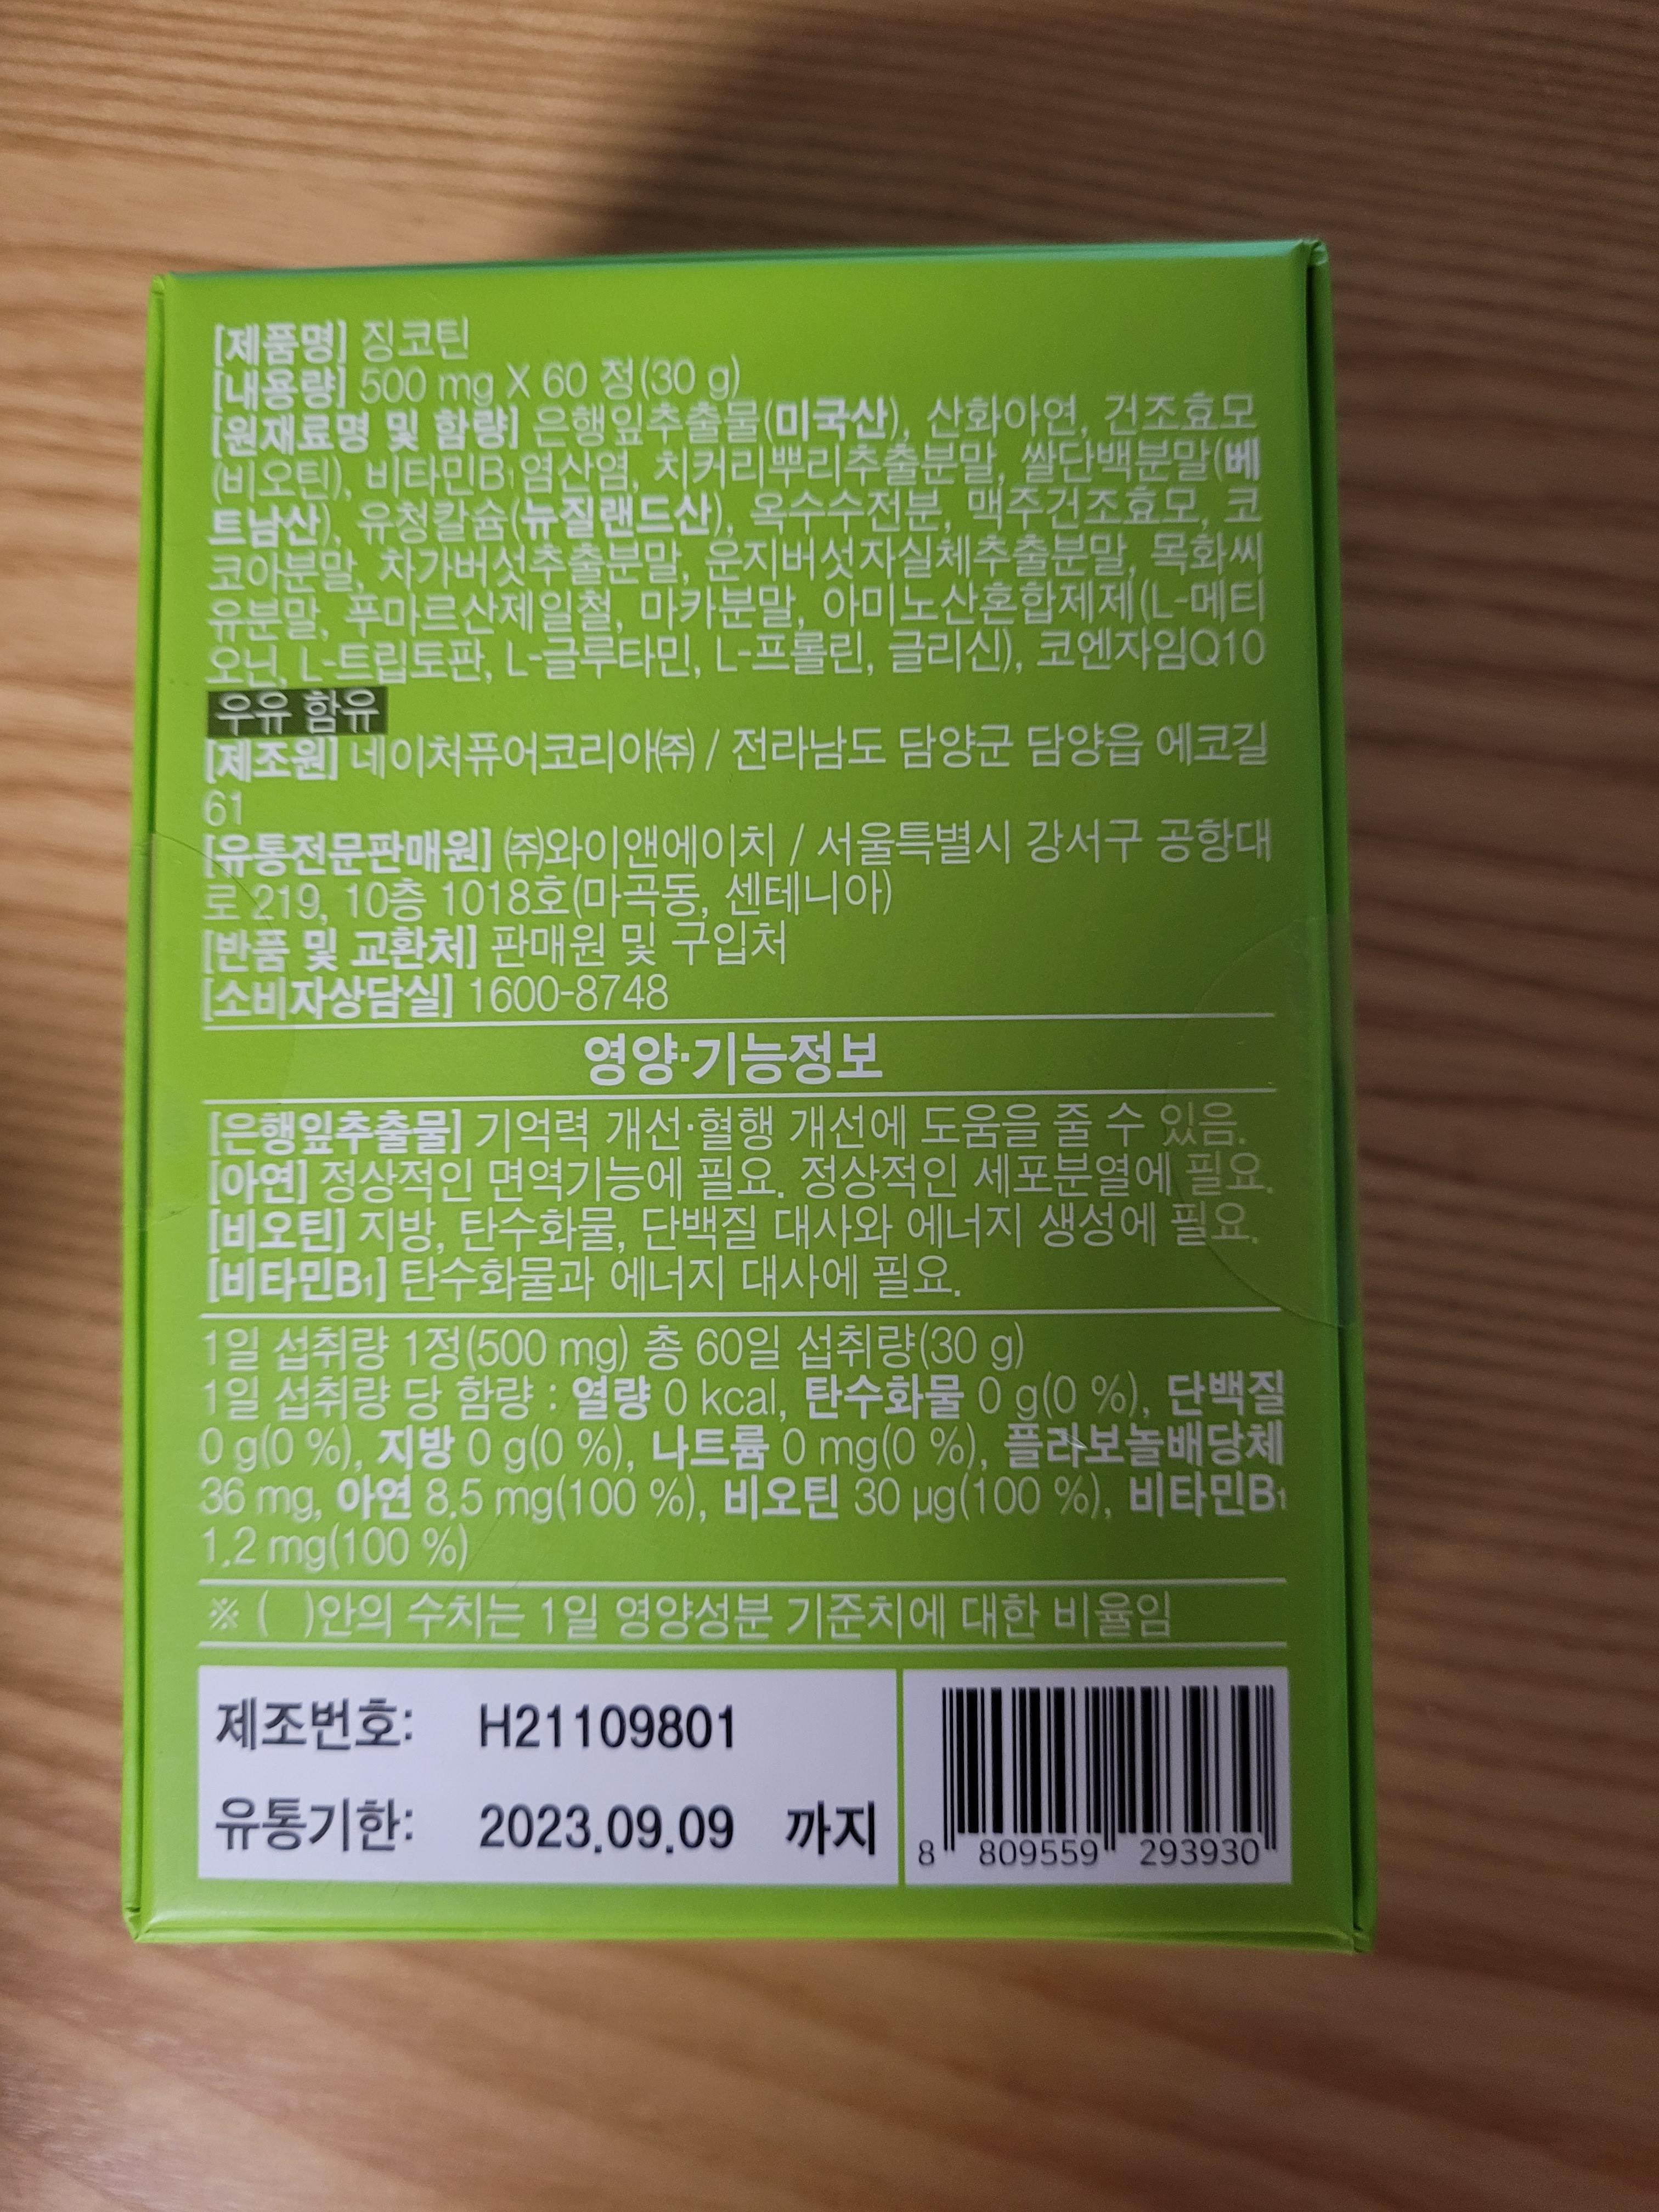 [제품명] 징코틴
[내용량] 500 mg X 60 정(30 g)
[원재료명 및 함량] 은행잎추출물(미국산), 산화아연, 건조효모
(비오틴), 비타민B₁염산염, 치커리뿌리추출분말, 쌀단백분말(베
트남산), 유청칼슘(뉴질랜드산), 옥수수전분, 맥주건조효모, 코
코아분말, 차가버섯추출분말, 운지버섯자실체추출분말, 목화씨
유분말, 푸마르산제일철, 마카분말, 아미노산혼합제제(L-메티
오닌, L-트립토판, L-글루타민, L-프롤린, 글리신), 코엔자임Q10
우유 함유
[제조원] 네이처퓨어코리아㈜ / 전라남도 담양군 담양읍 에코길
61
[유통전문판매원] ㈜와이앤에이치 / 서울특별시 강서구 공항대
로 219, 10층 1018호(마곡동, 센테니아)
[반품 및 교환처] 판매원 및 구입처
[소비자상담실] 1600-8748
영양·기능정보
[은행잎추출물] 기억력 개선·혈행 개선에 도움을 줄 수 있음.
[아연] 정상적인 면역기능에 필요. 정상적인 세포분열에 필요.
[비오틴] 지방, 탄수화물, 단백질 대사와 에너지 생성에 필요.
[비타민B₁] 탄수화물과 에너지 대사에 필요.
1일 섭취량 1정(500 mg) 총 60일 섭취량(30 g)
1일 섭취량 당 함량 : 열량 0 kcal, 탄수화물 0 g(0 %), 단백질
0 g(0 %), 지방 0 g(0 %), 나트륨 0 mg(0 %), 플라보놀배당체
36 mg, 아연 8.5 mg(100 %), 비오틴 30 μg(100 %), 비타민B₁
1.2 mg(100 %)
※ (   )안의 수치는 1일 영양성분 기준치에 대한 비율임
제조번호: H21109801
유통기한: 2023.09.09 까지
8 809559 293930